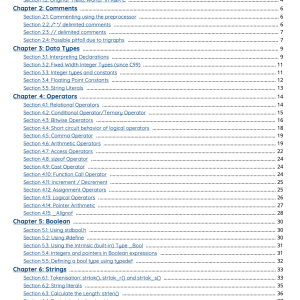 Chapter 2: Comments 6
Section 2.1: Commenting using the preprocessor 6
Section 2.2: /* */ delimited comments 6
Section 2.3: // delimited comments 7
Section 2.4: Possible pitfall due to trigraphs 7
Chapter 3: Data Types 9
Section 3.1: Interpreting Declarations 9
Section 3.2: Fixed Width Integer Types (since C99) 11
Section 3.3: Integer types and constants 11
Section 3.4: Floating Point Constants 12
Section 3.5: String Literals 13
Chapter 4: Operators 14
Section 4.1: Relational Operators 14
Section 4.2: Conditional Operator/Ternary Operator 15
Section 4.3: Bitwise Operators 16
Section 4.4: Short circuit behavior of logical operators 18
Section 4.5: Comma Operator 19
Section 4.6: Arithmetic Operators 19
Section 4.7: Access Operators 22
Section 4.8: sizeof Operator 24
Section 4.9: Cast Operator 24
Section 4.10: Function Call Operator 24
Section 4.11: Increment / Decrement 25
Section 4.12: Assignment Operators 25
Section 4.13: Logical Operators 26
Section 4.14: Pointer Arithmetic 27
Section 4.15: _Alignof 28
Chapter 5: Boolean 30
Section 5.1: Using stdbool.h 30
Section 5.2: Using #define 30
Section 5.3: Using the Intrinsic (built-in) Type _Bool 31
Section 5.4: Integers and pointers in Boolean expressions 31
Section 5.5: Defining a bool type using typedef 32
Chapter 6: Strings 33
Section 6.1: Tokenisation: strtok(), strtok_r() and strtok_s() 33
Section 6.2: String literals 35
Section 6.3: Calculate the Length: strlen() 36